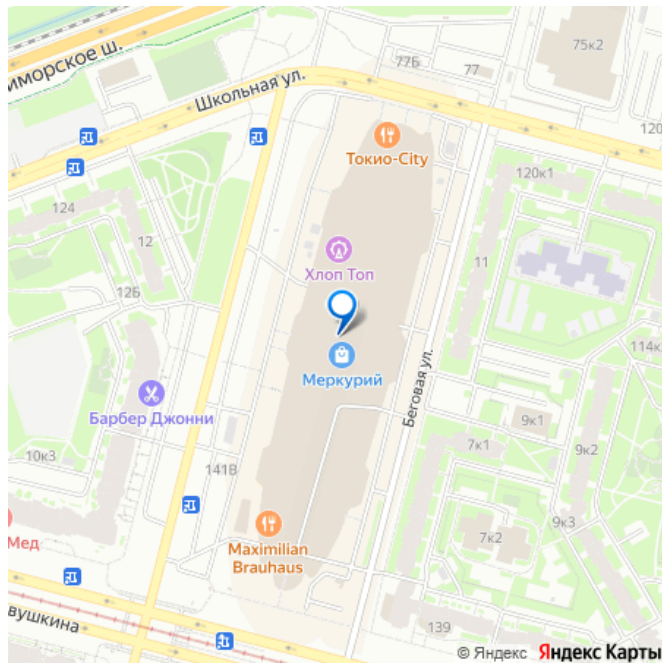 иморское ш.
Школьная ул.
77Б
77
75к2
120
Токио-City
120к1
124
12
11
Хлоп Топ
12Б
114к
Меркурий
Беговая ул.
Барбер Джонни
9к1
7к1
9к2
10к3
141В
Мед
Maximilian
Brauhaus
7к2
9к3
вушкина
139
© Яндекс Яндекс Карты